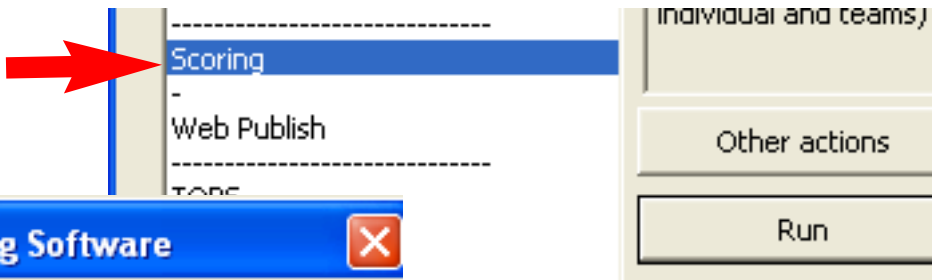 individual and teams)
------------------------------
Scoring
-
Web Publish
------------------------------
Other actions
Run
g Software